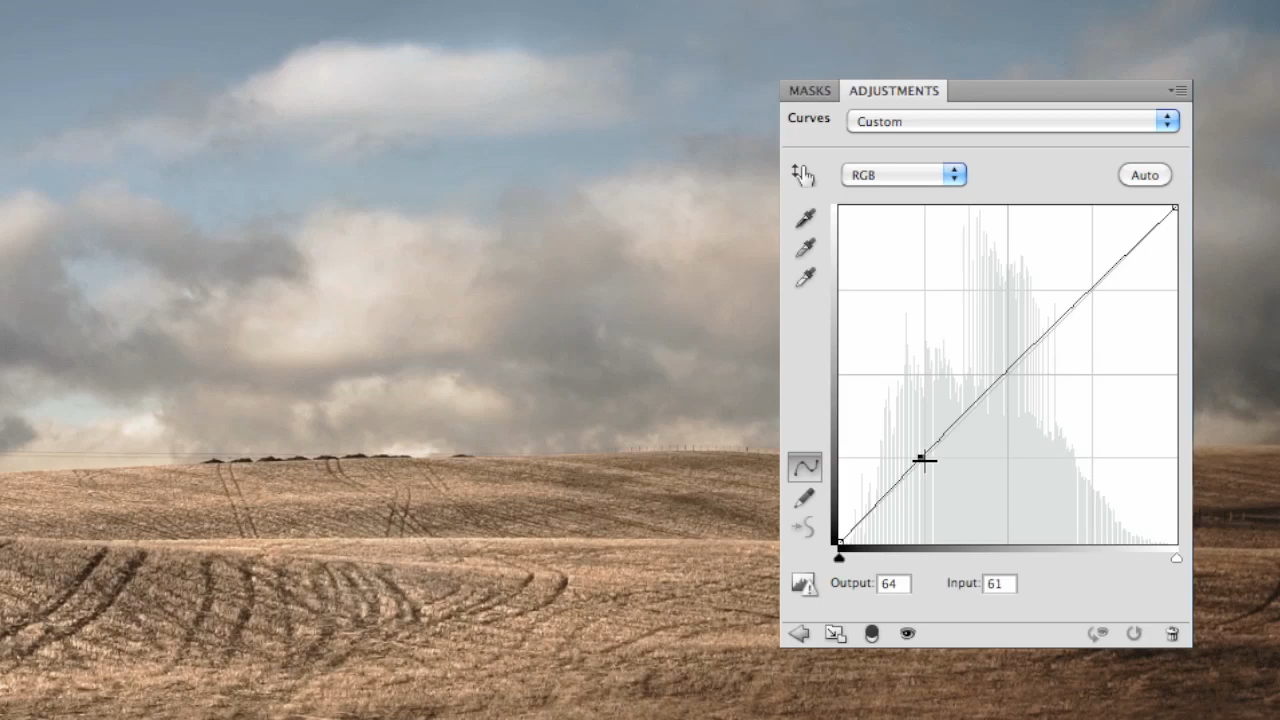 MASKS ADJUSTMENTS
Curves Custom
RGB Auto
Output: 64 Input: 61